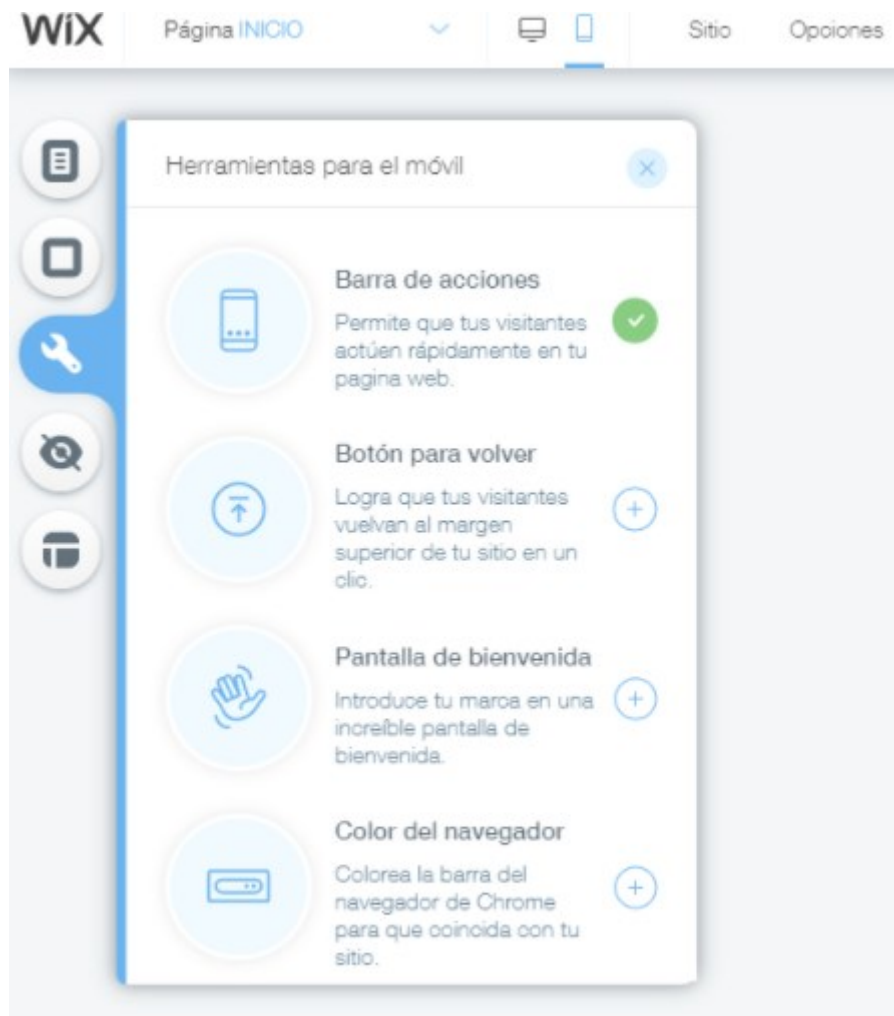 WiX Página INICIO Sitio Opciones
Herramientas para el móvil
Barra de acciones
Permite que tus visitantes
actúen rápidamente en tu
pagina web.
Botón para volver
Logra que tus visitantes
vuelvan al margen
superior de tu sitio en un
clic.
Pantalla de bienvenida
Introduce tu marca en una
increíble pantalla de
bienvenida.
Color del navegador
Colorea la barra del
navegador de Chrome
para que coincida con tu
sitio.